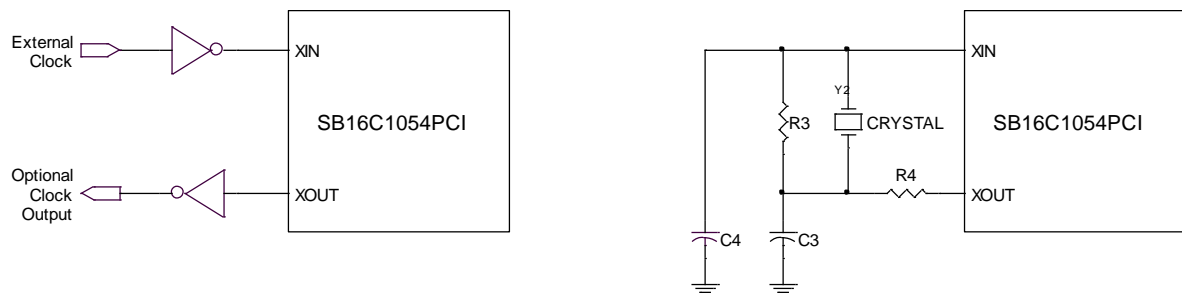 External
Clock
XIN
SB16C1054PCI
Optional
Clock
Output
XOUT
XIN
Y2
R3
CRYSTAL
SB16C1054PCI
R4
XOUT
C4
C3